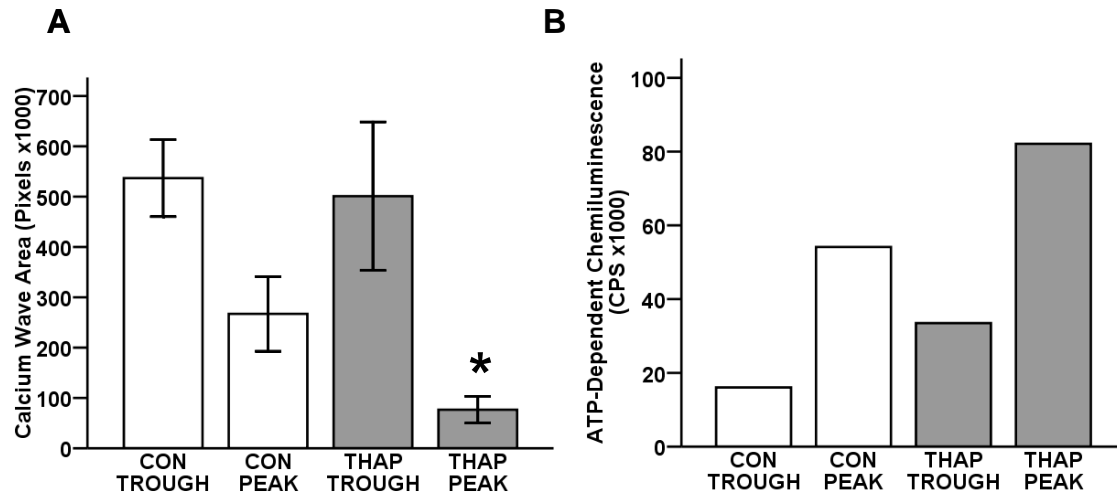 A
Calcium Wave Area (Pixels x1000)
700
600
500
400
300
200
100
0
*
CON
TROUGH
CON
PEAK
THAP
TROUGH
THAP
PEAK
B
ATP-Dependent Chemiluminescence
(CPS x1000)
100
80
60
40
20
0
CON
TROUGH
CON
PEAK
THAP
TROUGH
THAP
PEAK